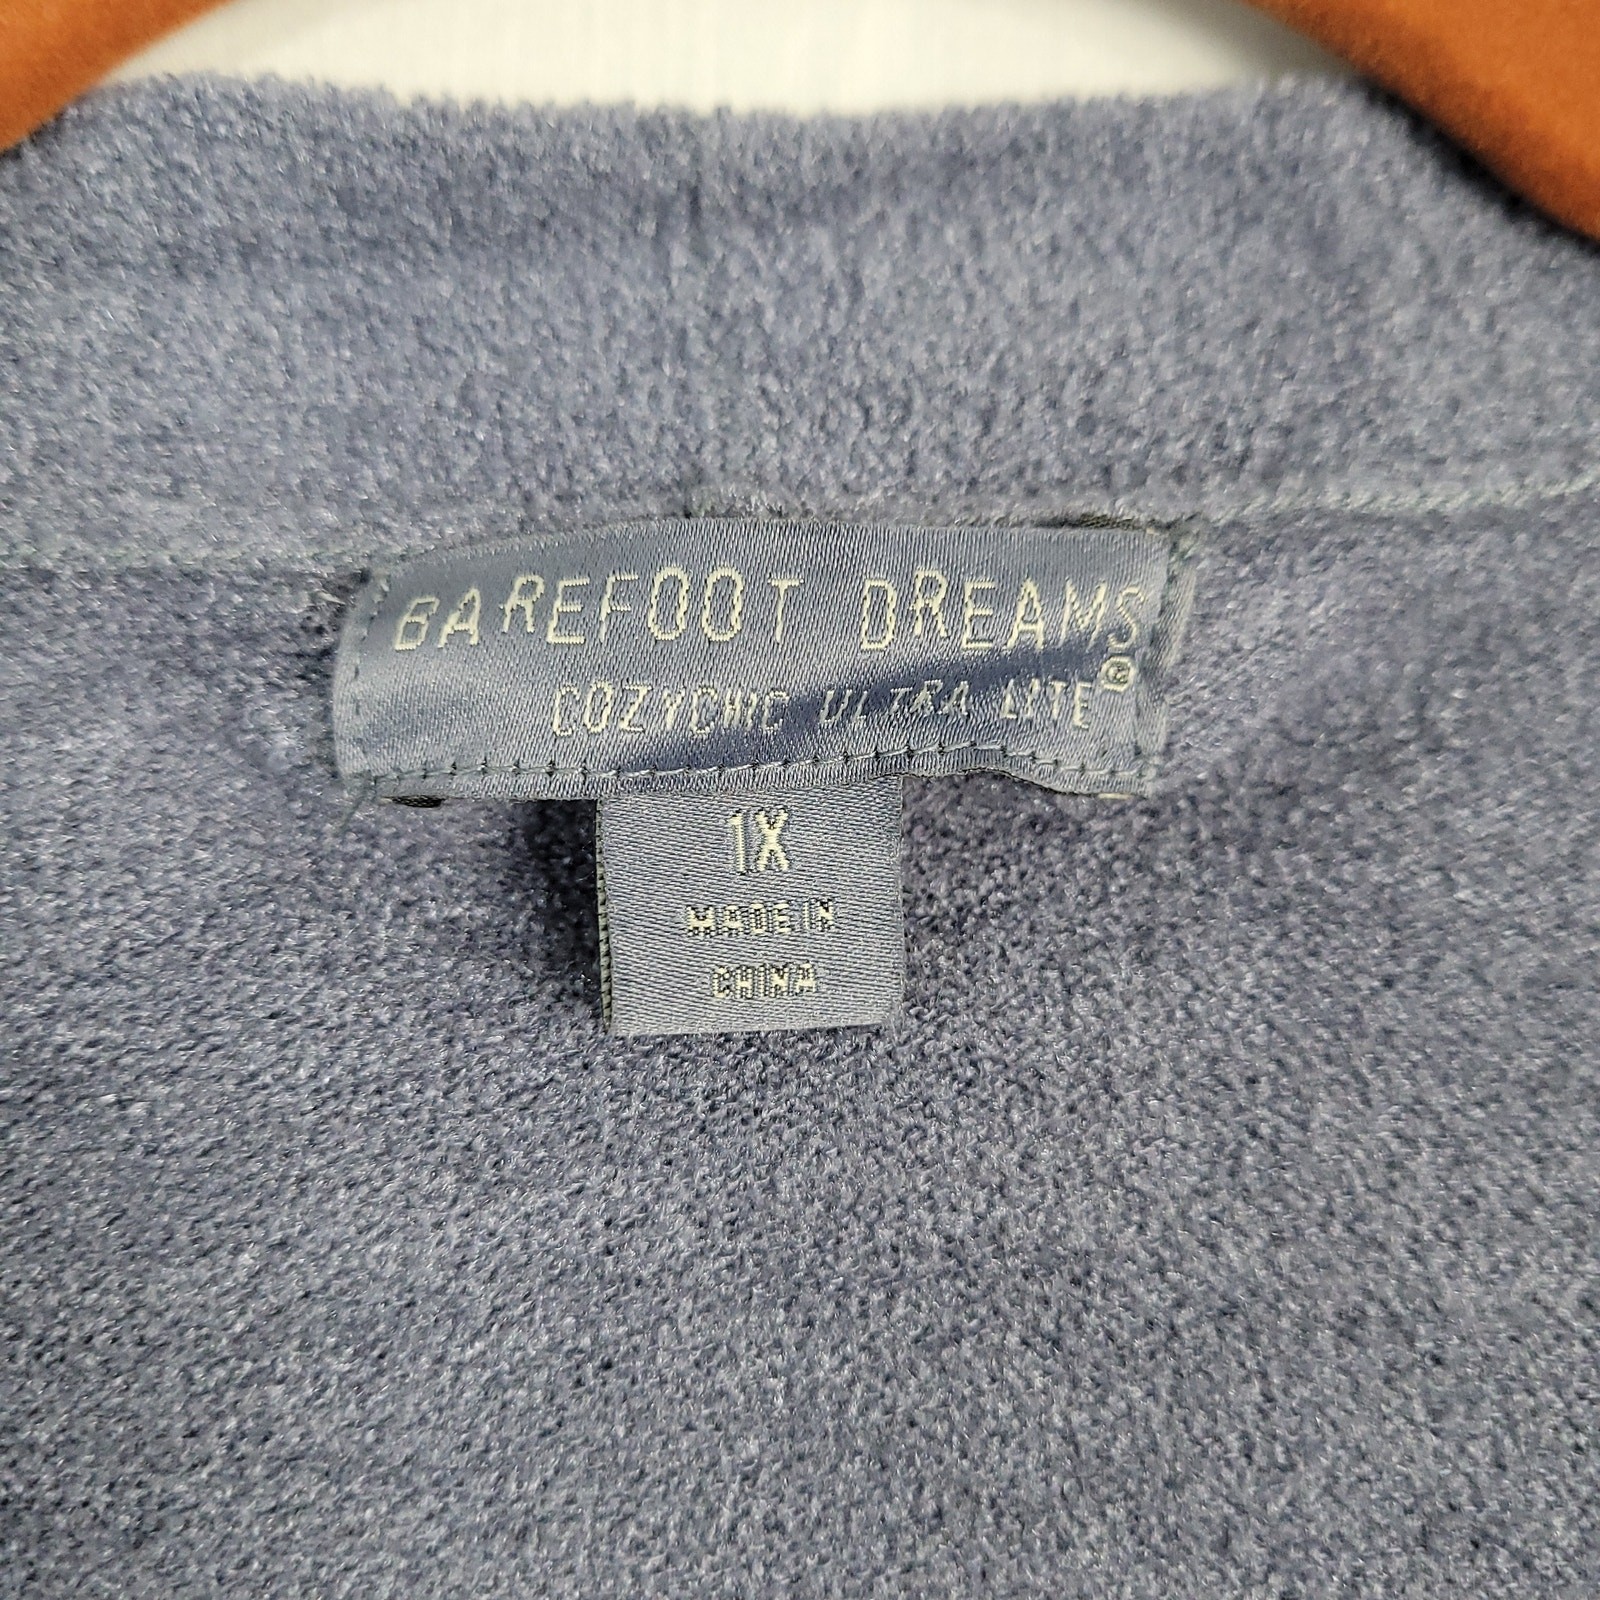 BAREFOOT DREAMS
COZYCHIC ULTRA LITE®
1X
MADE IN
CHINA